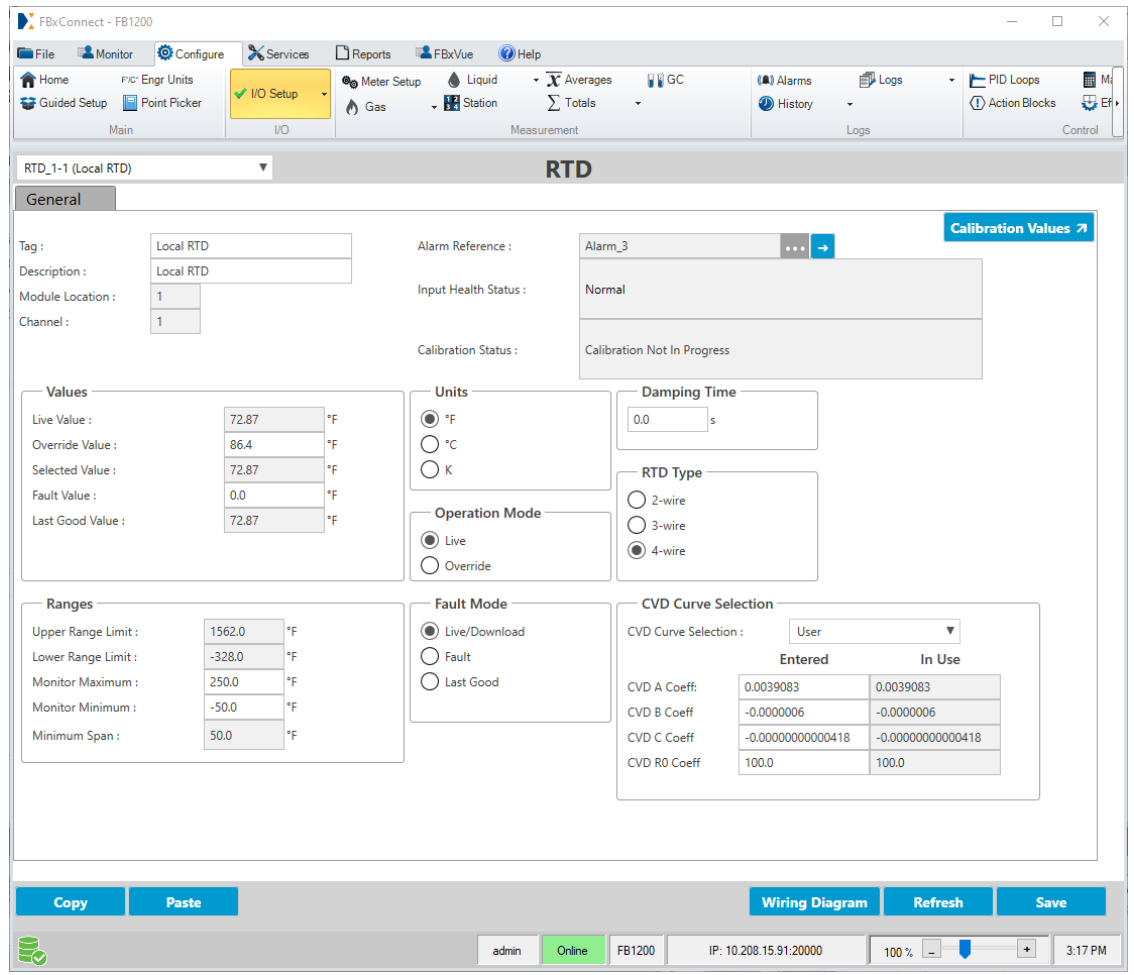 FBxConnect - FB1200
File Monitor Configure Services Reports FBxVue Help
Home F°/C° Engr Units I/O Setup Meter Setup Liquid X Averages GC Alarms Logs PID Loops
Guided Setup Point Picker Gas Station ∑ Totals History Action Blocks
Main I/O Measurement Logs Control
RTD_1-1 (Local RTD)
RTD
General
Calibration Values
Tag : Local RTD
Description : Local RTD
Module Location : 1
Channel : 1
Alarm Reference : Alarm_3 ...
Input Health Status : Normal
Calibration Status : Calibration Not In Progress
Values
Live Value : 72.87 °F
Override Value : 86.4 °F
Selected Value : 72.87 °F
Fault Value : 0.0 °F
Last Good Value : 72.87 °F
Units
°F
°C
K
Operation Mode
Live
Override
Damping Time
0.0 s
RTD Type
2-wire
3-wire
4-wire
Ranges
Upper Range Limit : 1562.0 °F
Lower Range Limit : -328.0 °F
Monitor Maximum : 250.0 °F
Monitor Minimum : -50.0 °F
Minimum Span : 50.0 °F
Fault Mode
Live/Download
Fault
Last Good
CVD Curve Selection
CVD Curve Selection : User
Entered In Use
CVD A Coeff: 0.0039083 0.0039083
CVD B Coeff -0.0000006 -0.0000006
CVD C Coeff -0.00000000000418 -0.00000000000418
CVD R0 Coeff 100.0 100.0
Copy Paste Wiring Diagram Refresh Save
admin Online FB1200 IP: 10.208.15.91:20000 100 % - + 3:17 PM